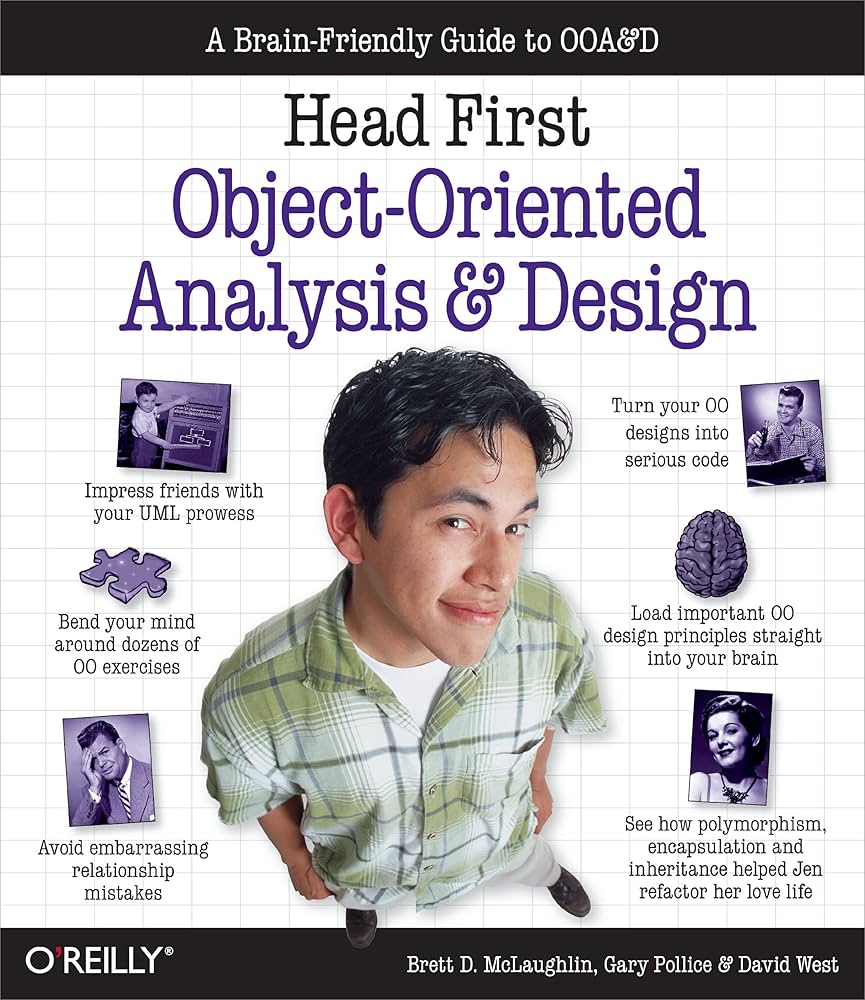 A Brain-Friendly Guide to OOA&D
Head First
Object-Oriented
Analysis & Design
Impress friends with
your UML prowess
Turn your OO
designs into
serious code
Bend your mind
around dozens of
OO exercises
Load important OO
design principles straight
into your brain
Avoid embarrassing
relationship
mistakes
See how polymorphism,
encapsulation and
inheritance helped Jen
refactor her love life
O'REILLY®
Brett D. McLaughlin, Gary Pollice & David West